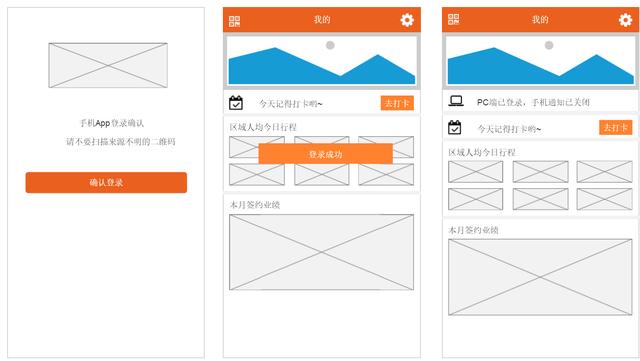 手机App登录确认
请不要扫描来源不明的二维码
确认登录
我的
今天记得打卡哟~
去打卡
区域人均今日行程
登录成功
本月签约业绩
我的
PC端已登录,手机通知已关闭
今天记得打卡哟~
去打卡
区域人均今日行程
本月签约业绩